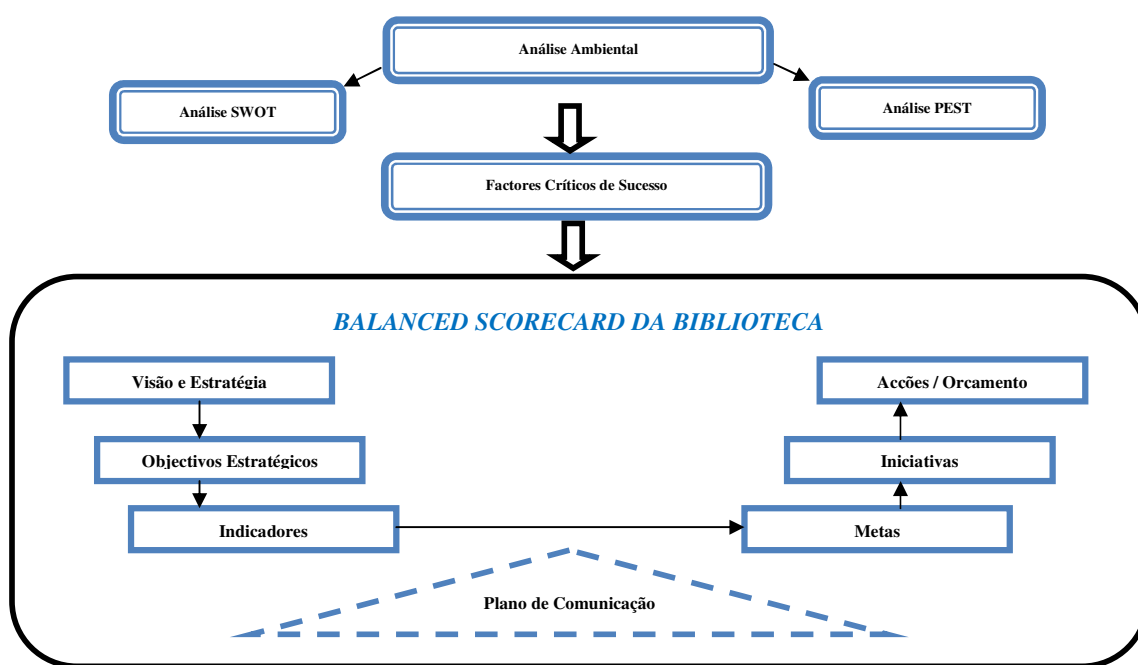 Análise Ambiental
Análise SWOT
Análise PEST
Factores Críticos de Sucesso
BALANCED SCORECARD DA BIBLIOTECA
Visão e Estratégia
Acções / Orcamento
Objectivos Estratégicos
Iniciativas
Indicadores
Metas
Plano de Comunicação